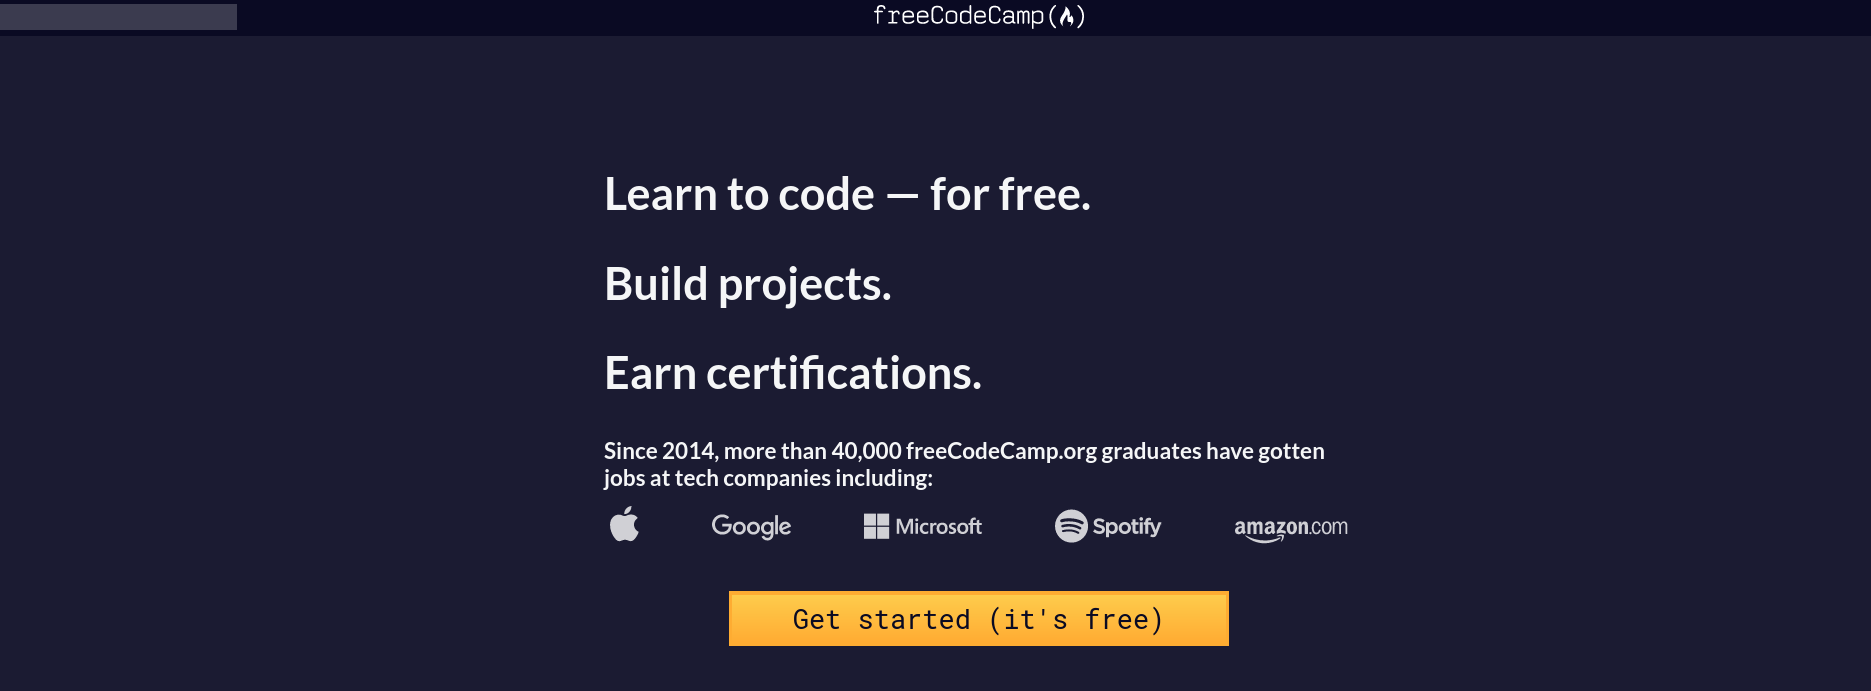 freeCodeCamp(🔥)
Learn to code — for free.
Build projects.
Earn certifications.
Since 2014, more than 40,000 freeCodeCamp.org graduates have gotten
jobs at tech companies including:
Google Microsoft Spotify amazon.com
Get started (it's free)